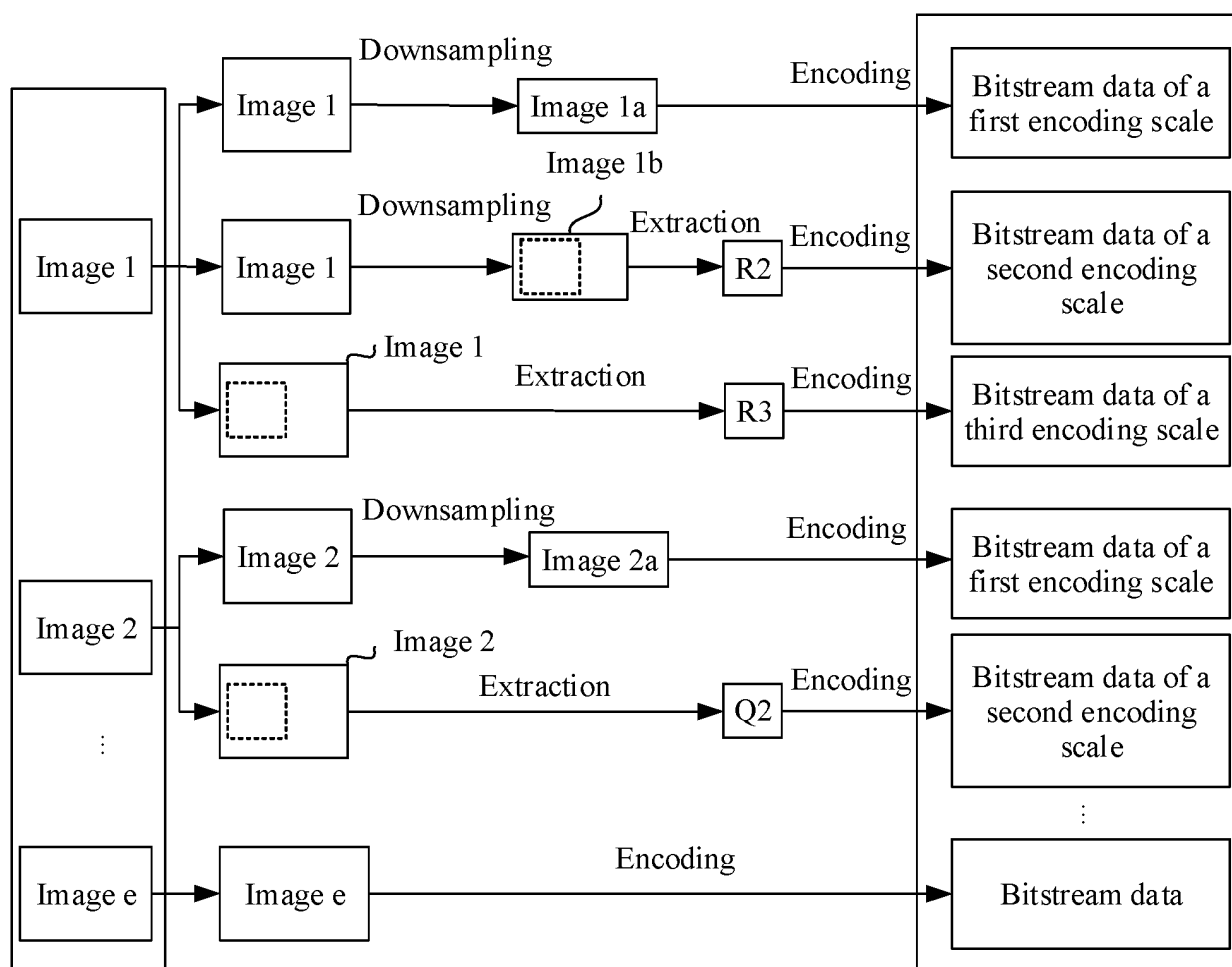 Downsampling
Encoding
Image 1
Image 1a
Bitstream data of a
first encoding scale
Image 1b
Downsampling
Extraction
Encoding
Image 1
Image 1
R2
Bitstream data of a
second encoding
scale
Image 1
Extraction
Encoding
R3
Bitstream data of a
third encoding scale
Downsampling
Encoding
Image 2
Image 2a
Bitstream data of a
first encoding scale
Image 2
Image 2
Extraction
Encoding
Q2
Bitstream data of a
second encoding
scale
...
...
Encoding
Image e
Image e
Bitstream data